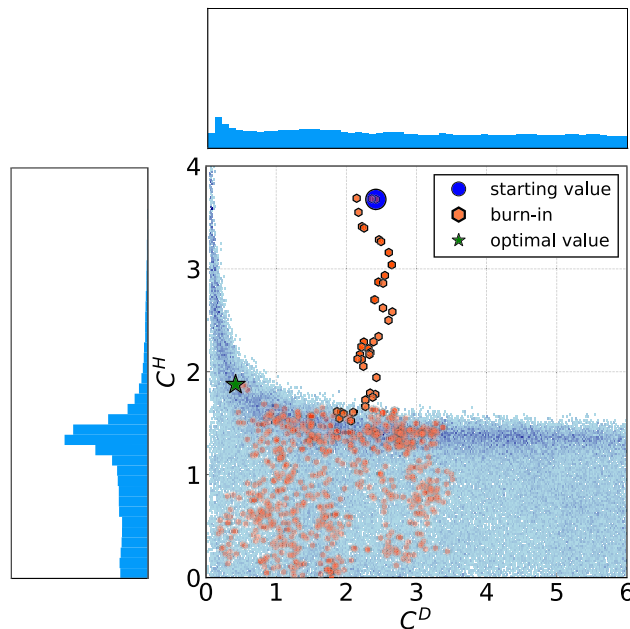 4
3
2
1
0
C^H
starting value
burn-in
optimal value
0 1 2 3 4 5 6
C^D